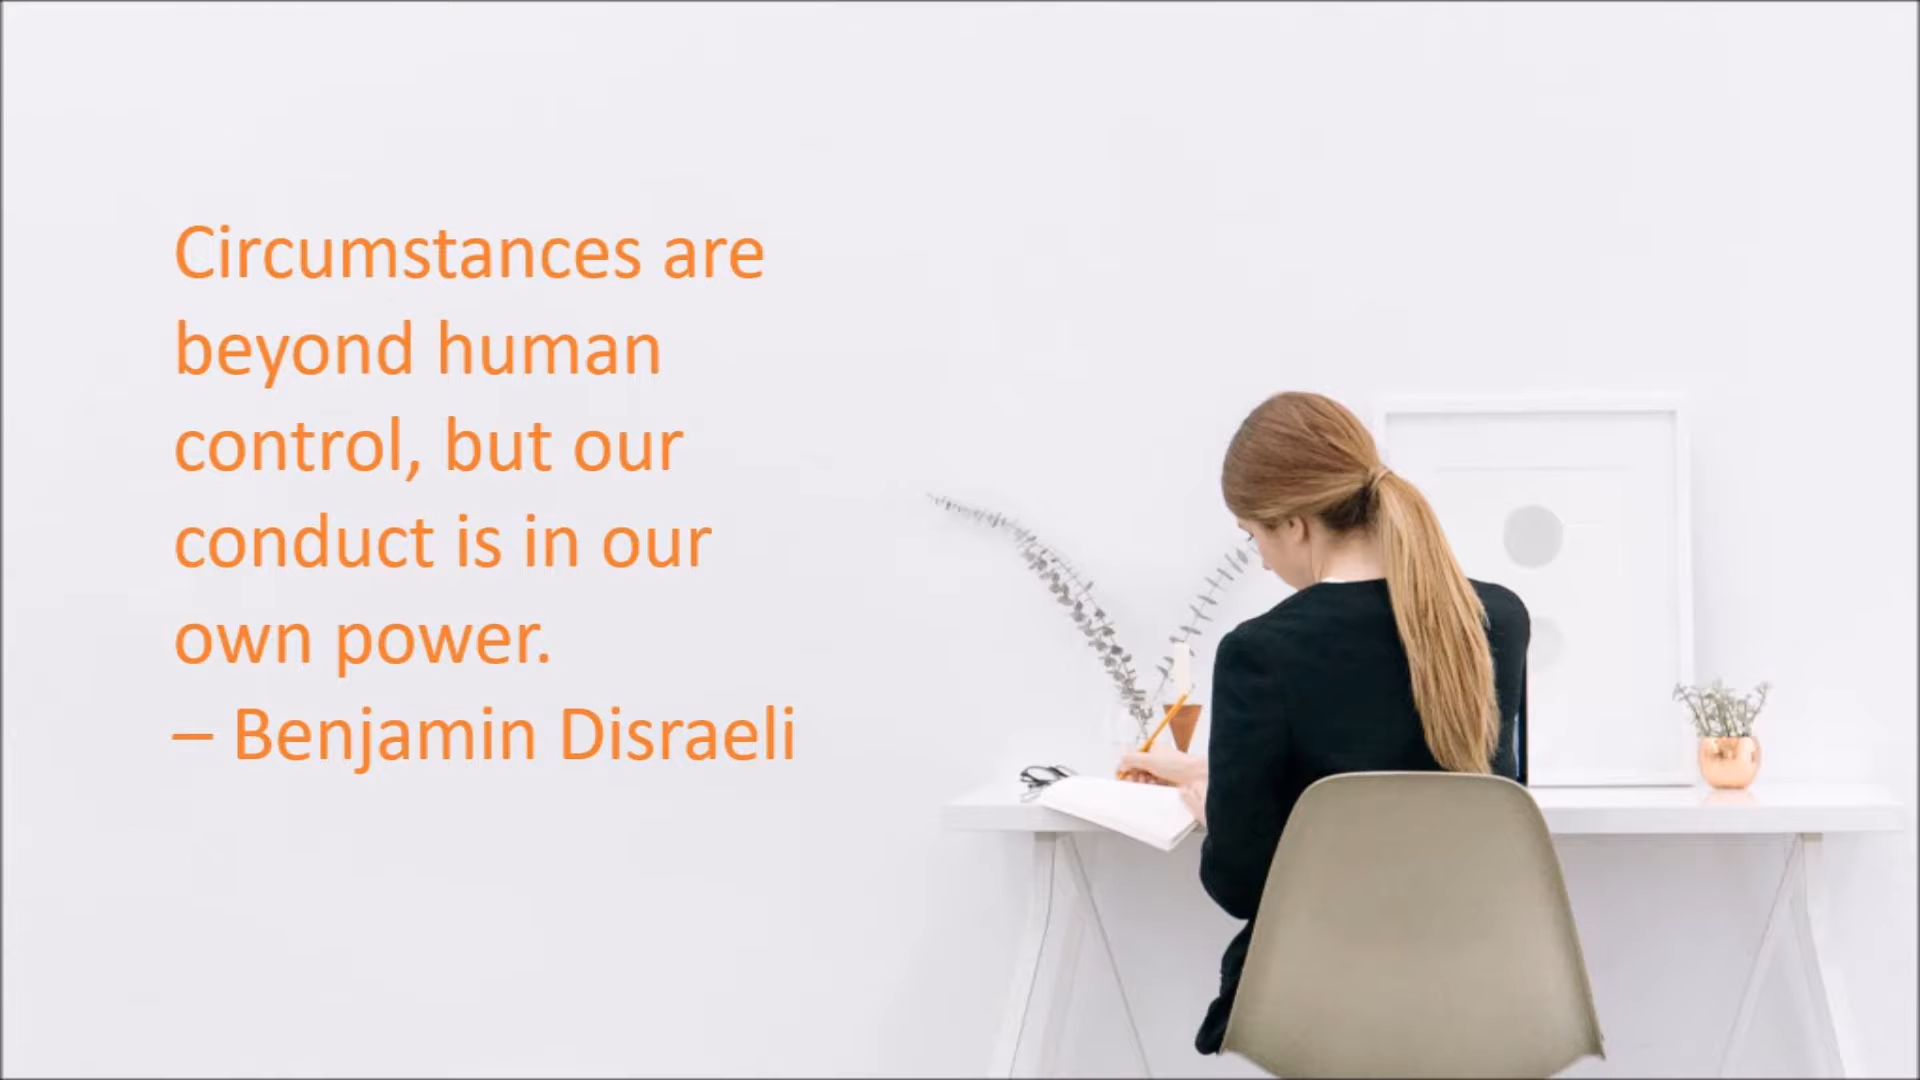 Circumstances are
beyond human
control, but our
conduct is in our
own power.
– Benjamin Disraeli